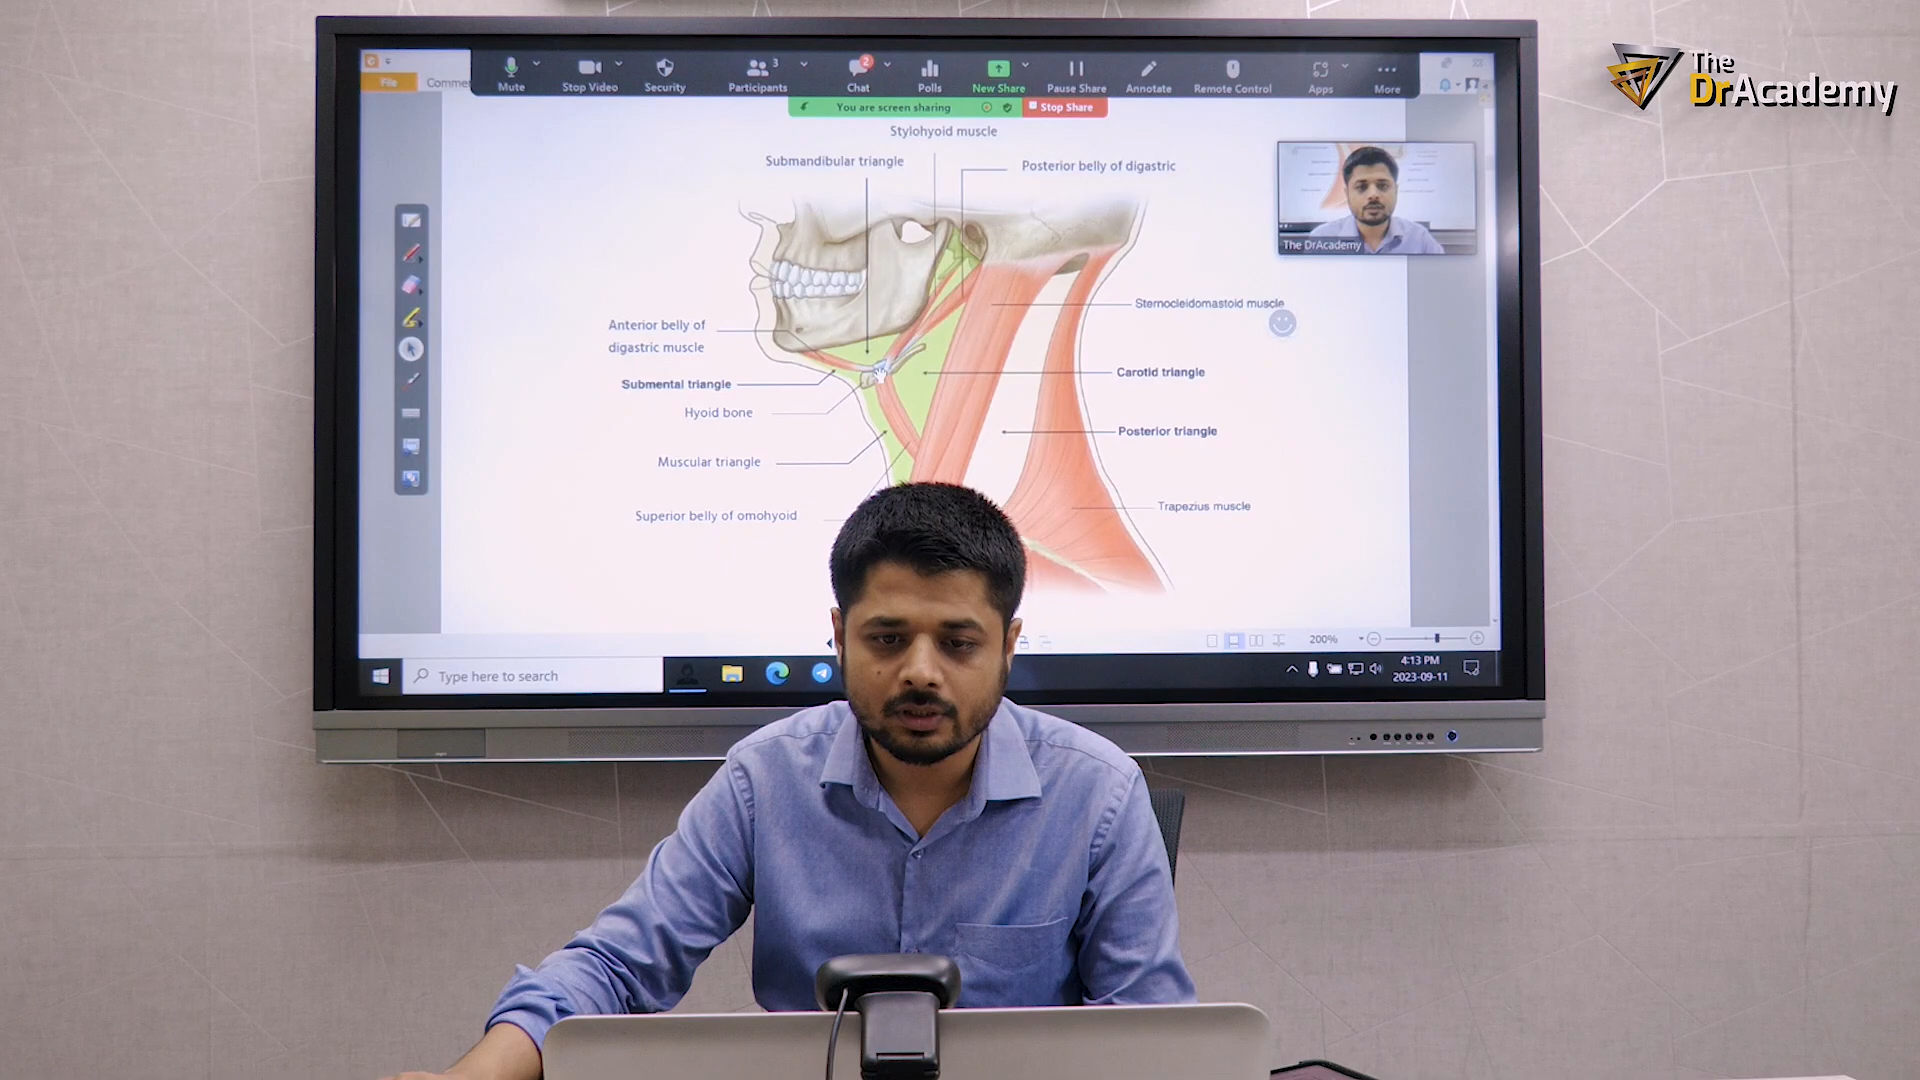 The
DrAcademy
File
Comme
Mute
Stop Video
Security
Participants
3
Chat
2
Polls
New Share
Pause Share
Annotate
Remote Control
Apps
More
You are screen sharing
Stop Share
Stylohyoid muscle
Submandibular triangle
Posterior belly of digastric
The DrAcademy
Sternocleidomastoid muscle
Anterior belly of
digastric muscle
Submental triangle
Carotid triangle
Hyoid bone
Posterior triangle
Muscular triangle
Superior belly of omohyoid
Trapezius muscle
200%
Type here to search
4:13 PM
2023-09-11